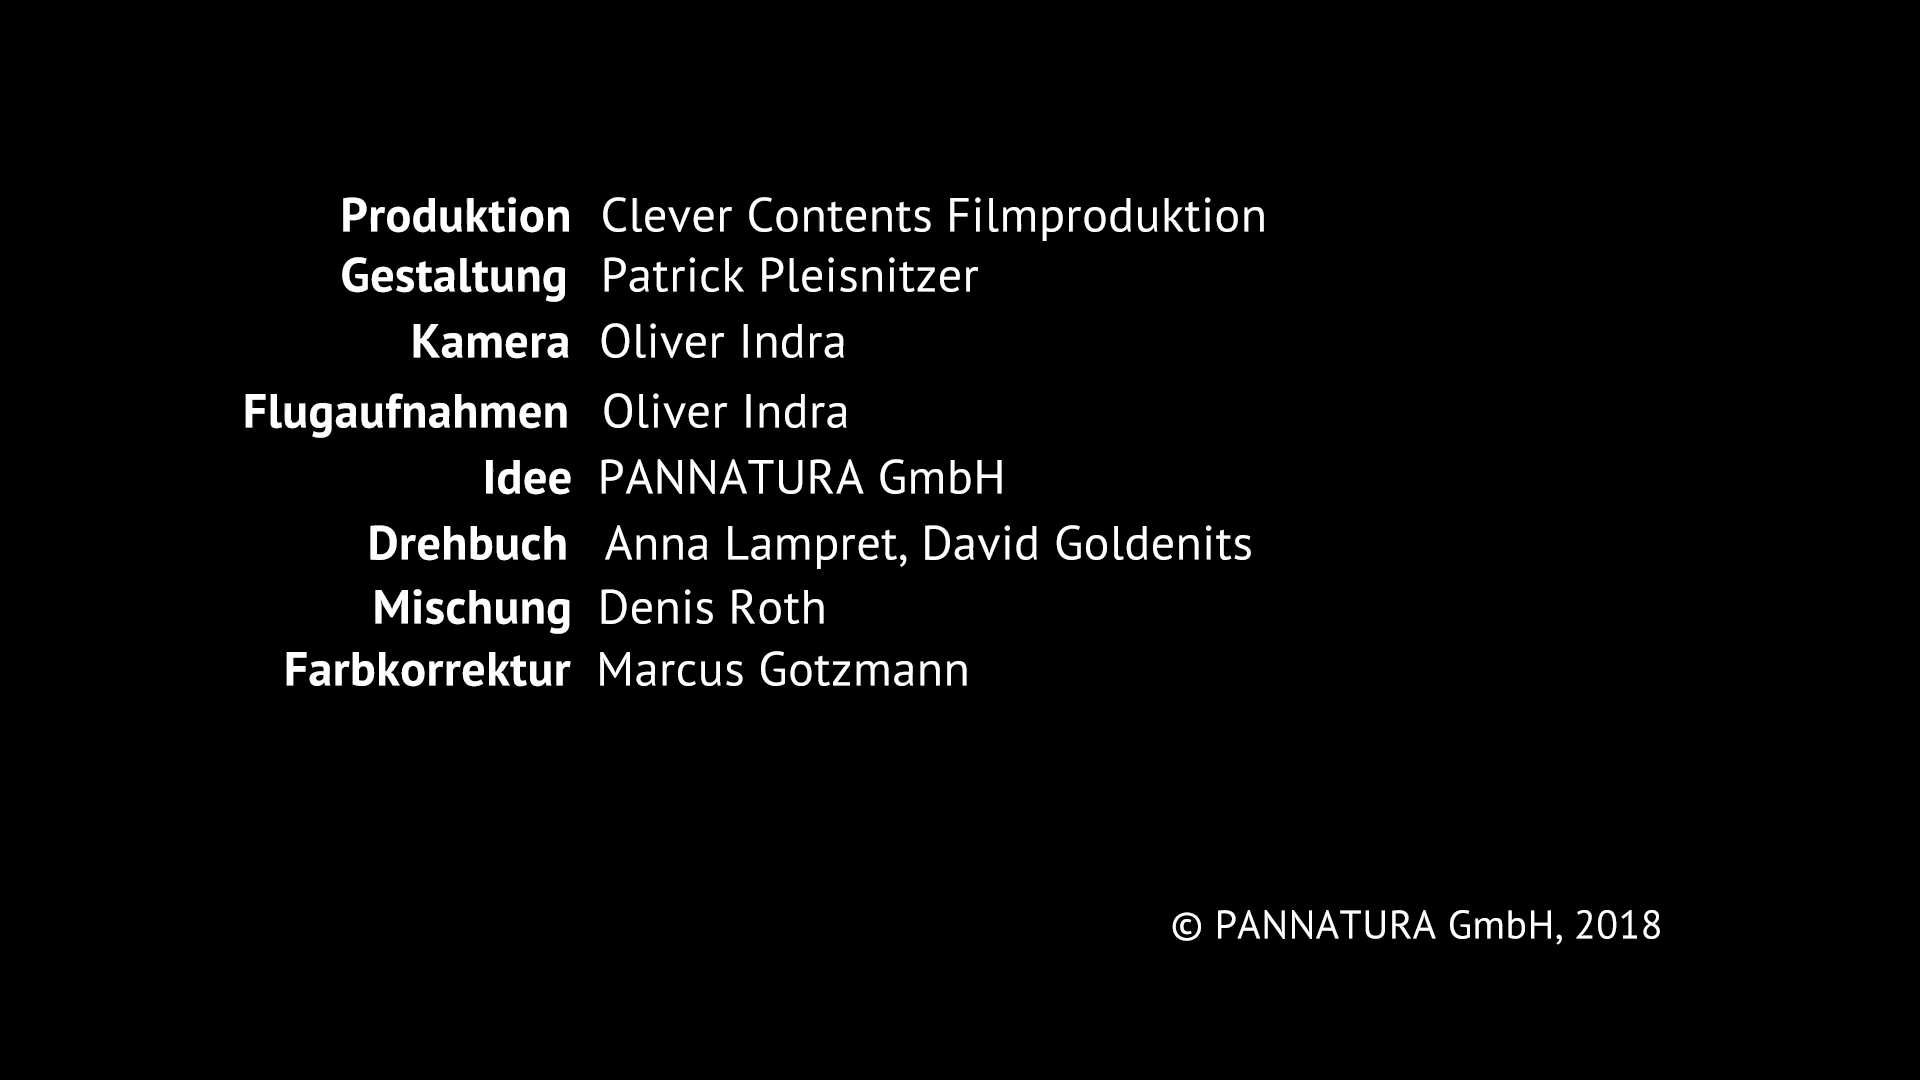 Produktion Clever Contents Filmproduktion
Gestaltung Patrick Pleisnitzer
Kamera Oliver Indra
Flugaufnahmen Oliver Indra
Idee PANNATURA GmbH
Drehbuch Anna Lampret, David Goldenits
Mischung Denis Roth
Farbkorrektur Marcus Gotzmann
© PANNATURA GmbH, 2018